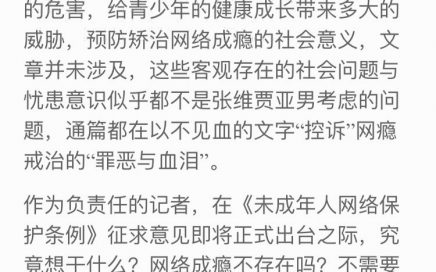 的危害，给青少年的健康成长带来多大的
威胁，预防矫治网络成瘾的社会意义，文
章并未涉及，这些客观存在的社会问题与
忧患意识似乎都不是张维贾亚男考虑的问
题，通篇都在以不见血的文字“控诉”网瘾
戒治的“罪恶与血泪”。
作为负责任的记者，在《未成年人网络保
护条例》征求意见即将正式出台之际，究
竟想干什么？网络成瘾不存在吗？不需要